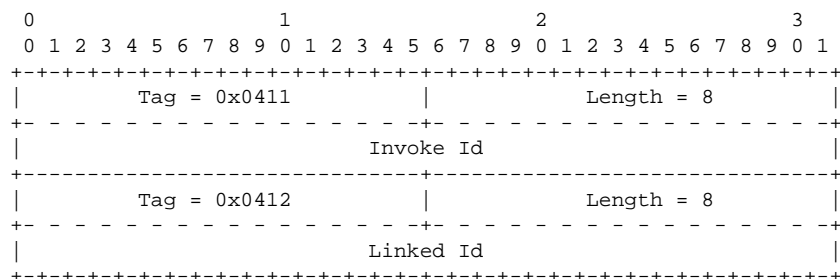 0                   1                   2                   3
 0 1 2 3 4 5 6 7 8 9 0 1 2 3 4 5 6 7 8 9 0 1 2 3 4 5 6 7 8 9 0 1
+-+-+-+-+-+-+-+-+-+-+-+-+-+-+-+-+-+-+-+-+-+-+-+-+-+-+-+-+-+-+-+-+
|         Tag = 0x0411          |            Length = 8         |
+- - - - - - - - - - - - - - - -+- - - - - - - - - - - - - - - -+
|                           Invoke Id                           |
+-------------------------------+-------------------------------+
|         Tag = 0x0412          |            Length = 8         |
+- - - - - - - - - - - - - - - -+- - - - - - - - - - - - - - - -+
|                           Linked Id                           |
+-+-+-+-+-+-+-+-+-+-+-+-+-+-+-+-+-+-+-+-+-+-+-+-+-+-+-+-+-+-+-+-+